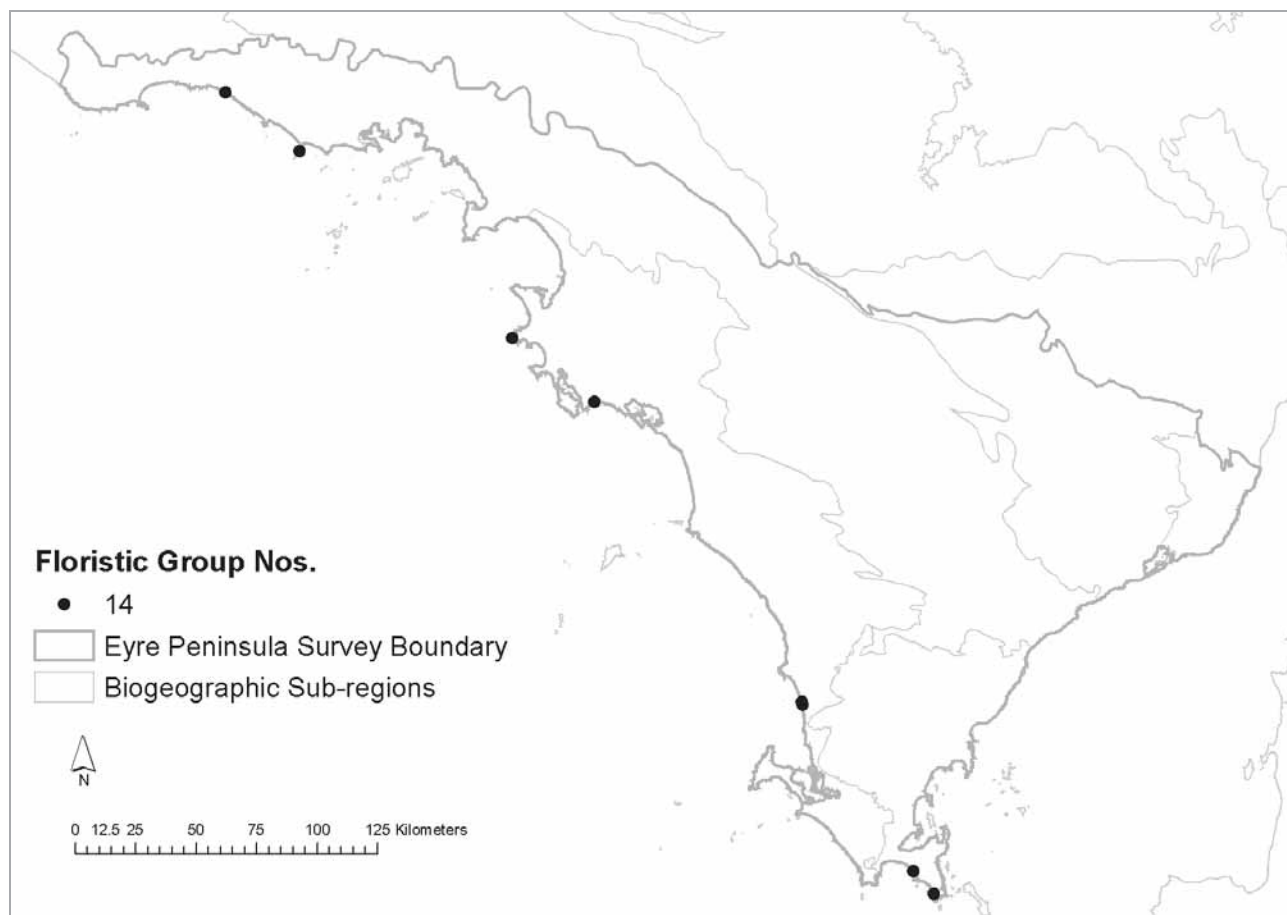 Floristic Group Nos.
14
Eyre Peninsula Survey Boundary
Biogeographic Sub-regions
N
0 12.5 25 50 75 100 125 Kilometers